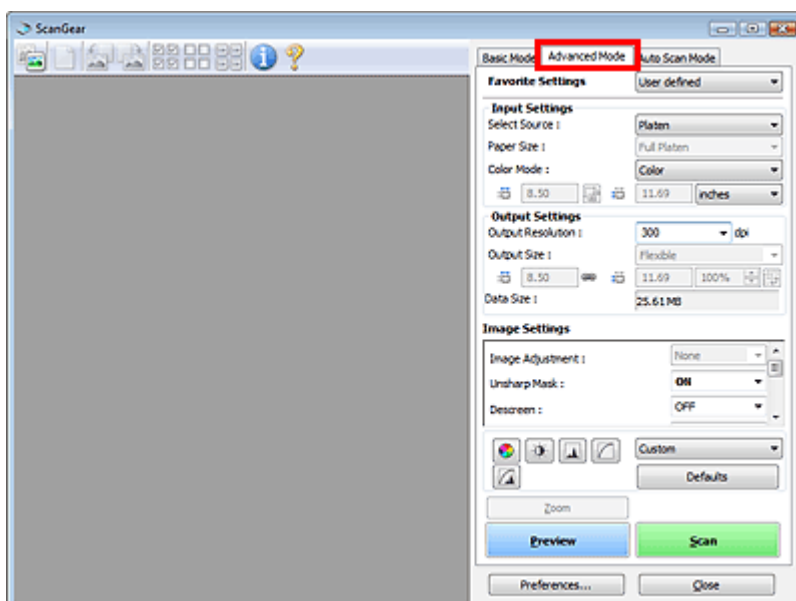 ScanGear
Basic Mode Advanced Mode Auto Scan Mode
Favorite Settings User defined
Input Settings
Select Source : Platen
Paper Size : Full Platen
Color Mode : Color
8.50 11.69 inches
Output Settings
Output Resolution : 300 dpi
Output Size : Flexible
8.50 11.69 100%
Data Size : 25.61MB
Image Settings
Image Adjustment : None
Unsharp Mask : ON
Descreen : OFF
Custom
Defaults
Zoom
Preview Scan
Preferences... Close